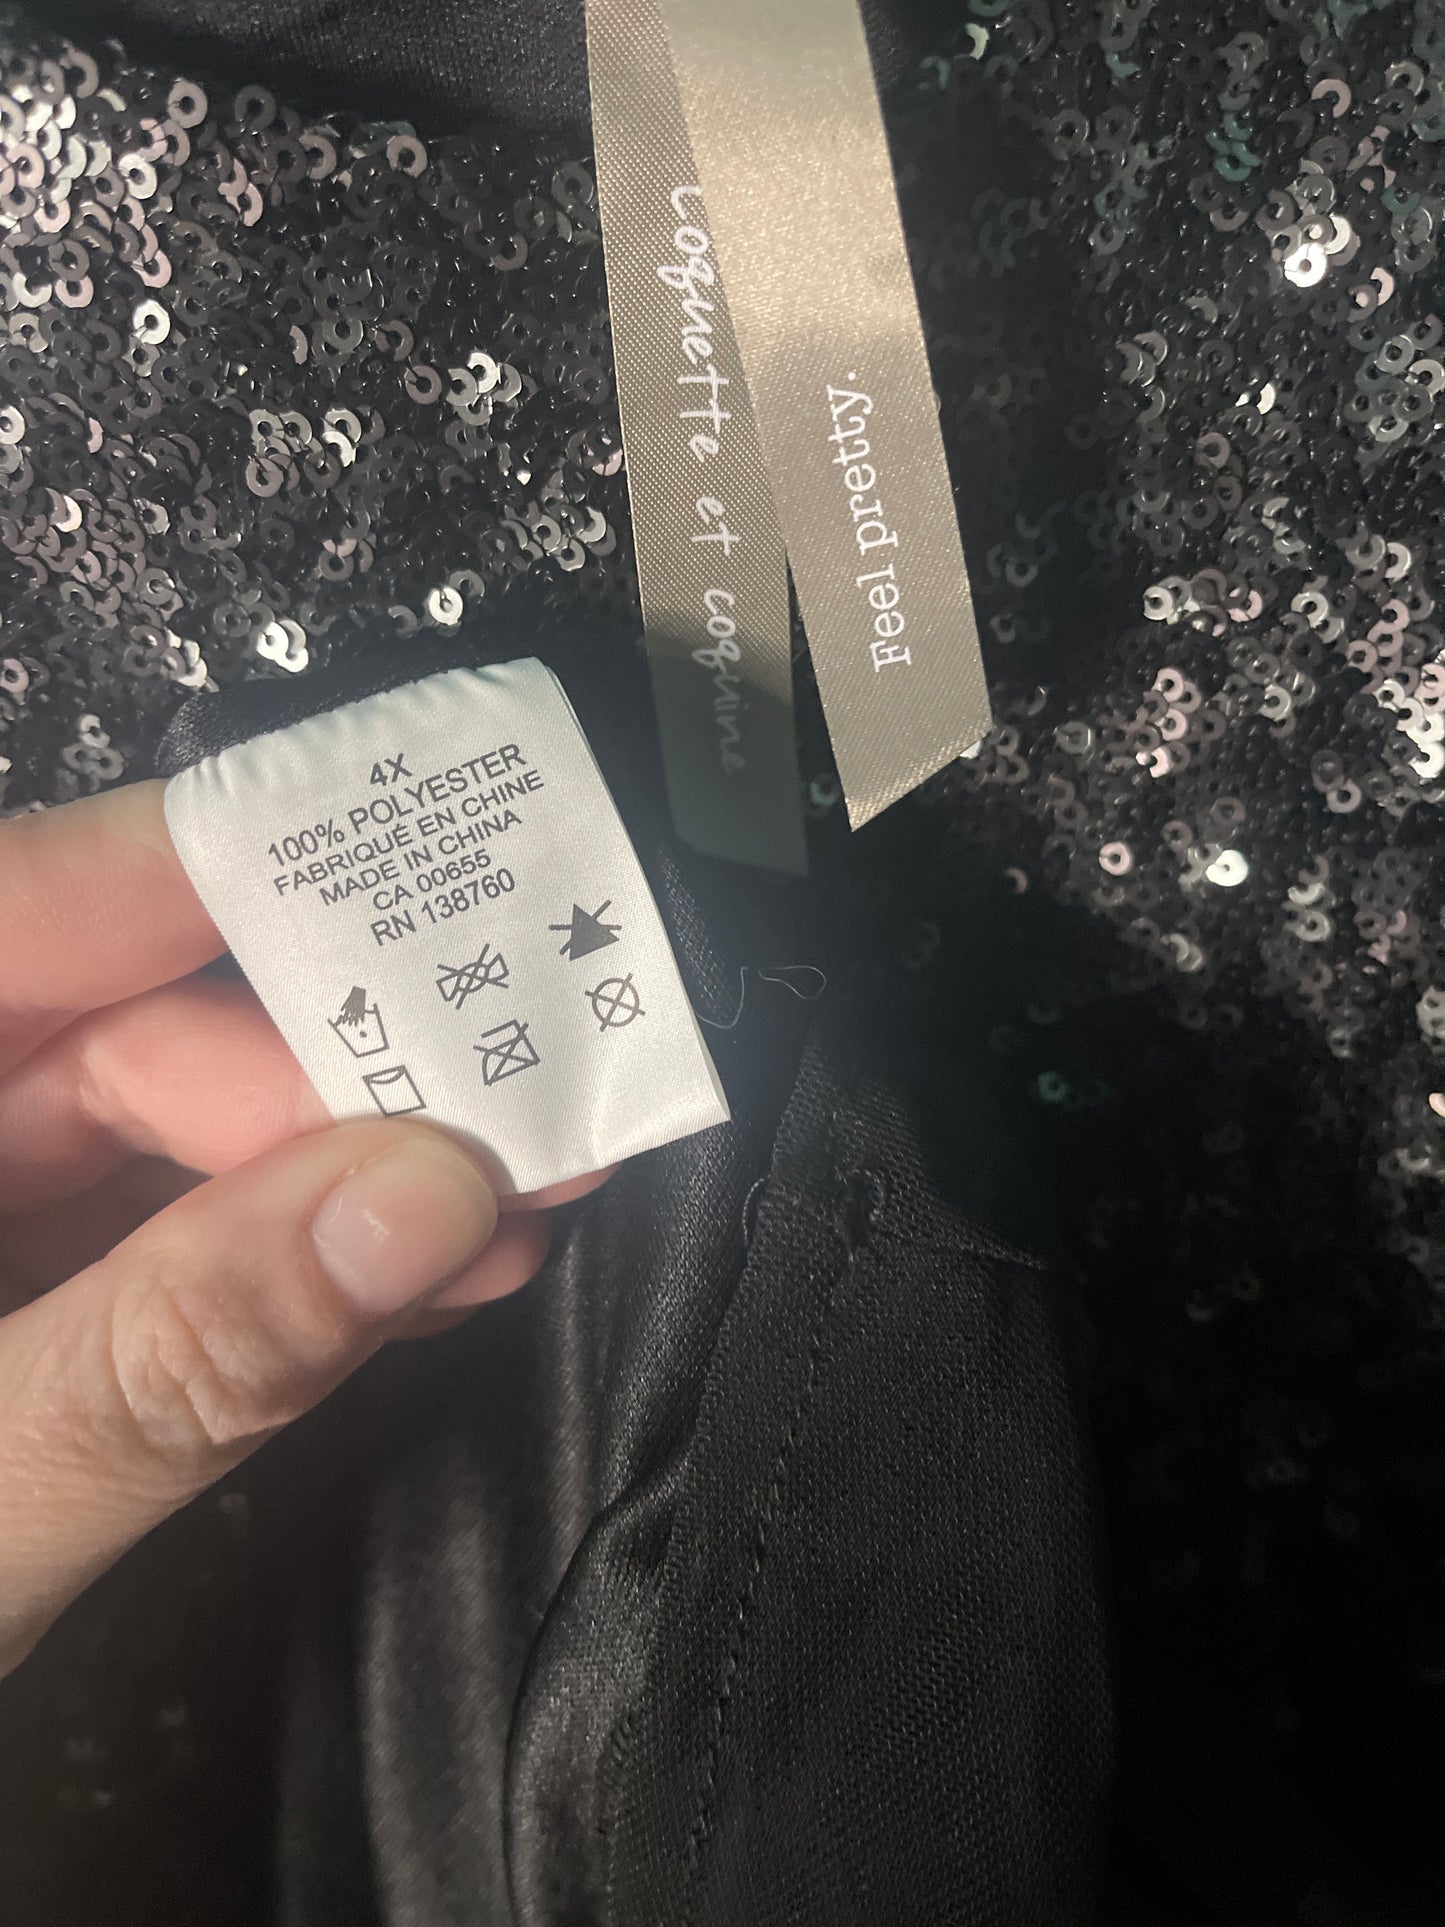 coquette et coquine
Feel pretty.
4X
100% POLYESTER
FABRIQUÉ EN CHINE
MADE IN CHINA
CA 00655
RN 138760